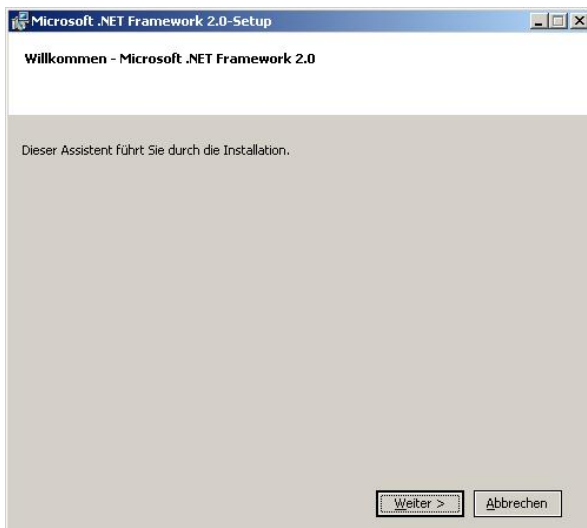 Microsoft .NET Framework 2.0-Setup
Willkommen - Microsoft .NET Framework 2.0
Dieser Assistent führt Sie durch die Installation.
Weiter > Abbrechen